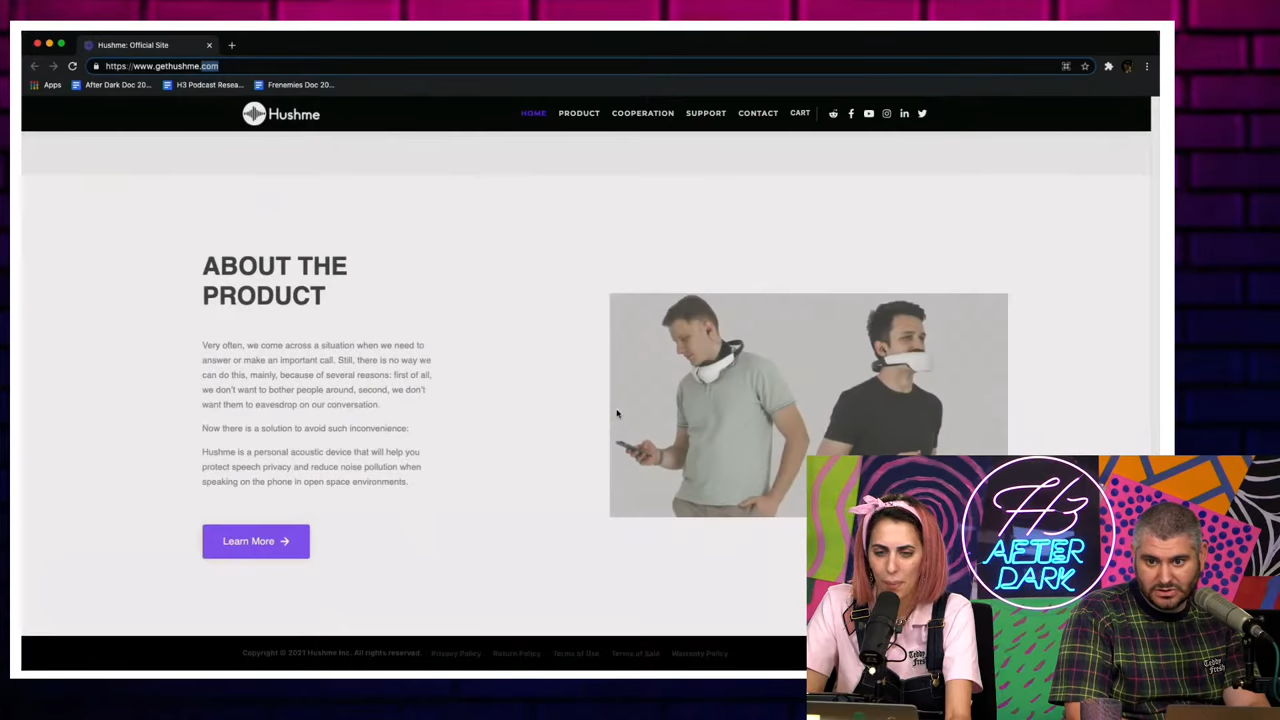 Hushme: Official Site
https://www.gethushme.com
Apps
After Dark Doc 20...
H3 Podcast Resea...
Frenemies Doc 20...
Hushme
HOME
PRODUCT
COOPERATION
SUPPORT
CONTACT
CART
ABOUT THE
PRODUCT
Very often, we come across a situation when we need to
answer or make an important call. Still, there is no way we
can do this, mainly, because of several reasons: first of all,
we don't want to bother people around, second, we don't
want them to eavesdrop on our conversation.
Now there is a solution to avoid such inconvenience:
Hushme is a personal acoustic device that will help you
protect speech privacy and reduce noise pollution when
speaking on the phone in open space environments.
Learn More
Copyright © 2021 Hushme Inc. All rights reserved.
Privacy Policy
Return Policy
Terms of Use
Terms of Sale
Warranty Policy
H3
AFTER
DARK
Teddy
Fresh
Teddy
Fresh